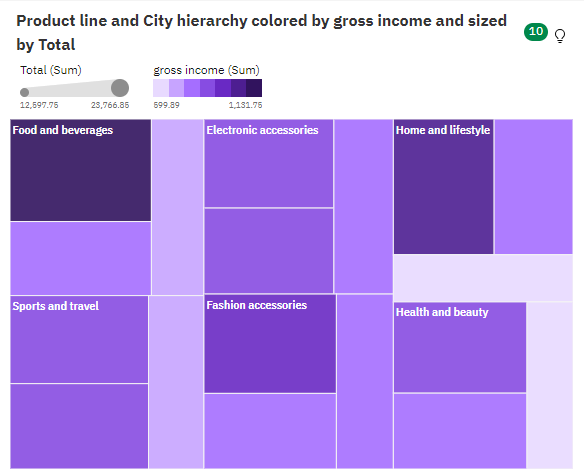 Product line and City hierarchy colored by gross income and sized
by Total
10
Total (Sum)
12,597.75
23,766.85
gross income (Sum)
599.89
1,131.75
Food and beverages
Electronic accessories
Home and lifestyle
Sports and travel
Fashion accessories
Health and beauty